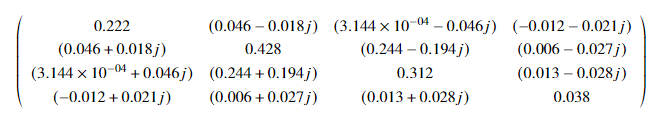 0.222 (0.046 – 0.018j) (3.144 × 10⁻⁰⁴ – 0.046j) (–0.012 – 0.021j)
(0.046 + 0.018j) 0.428 (0.244 – 0.194j) (0.006 – 0.027j)
(3.144 × 10⁻⁰⁴ + 0.046j) (0.244 + 0.194j) 0.312 (0.013 – 0.028j)
(–0.012 + 0.021j) (0.006 + 0.027j) (0.013 + 0.028j) 0.038